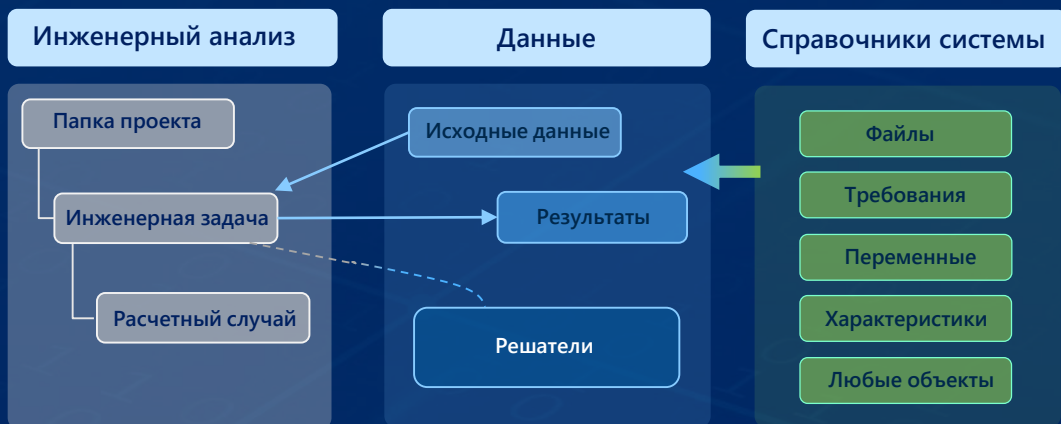 Инженерный анализ
Данные
Справочники системы
Папка проекта
Инженерная задача
Расчетный случай
Исходные данные
Результаты
Решатели
Файлы
Требования
Переменные
Характеристики
Любые объекты